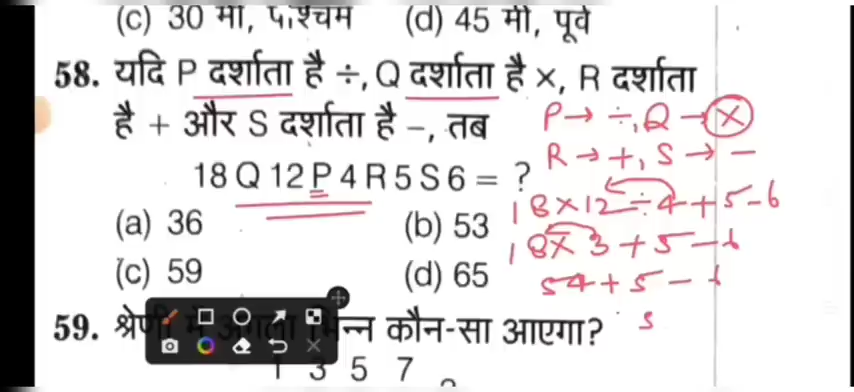 (c) 30 मी, पश्चिम (d) 45 मी, पूर्व
58. यदि P दर्शाता है ÷, Q दर्शाता है ×, R दर्शाता
है + और S दर्शाता है –, तब
P→ ÷, Q→×
R→+, S→ –
18 Q 12 P 4 R 5 S 6 = ?
18×12÷4+5–6
(a) 36 (b) 53
18×3+5–6
(c) 59 (d) 65
54+5–6
59. श्रेणी में अगला भिन्न कौन-सा आएगा?
5
1 3 5 7